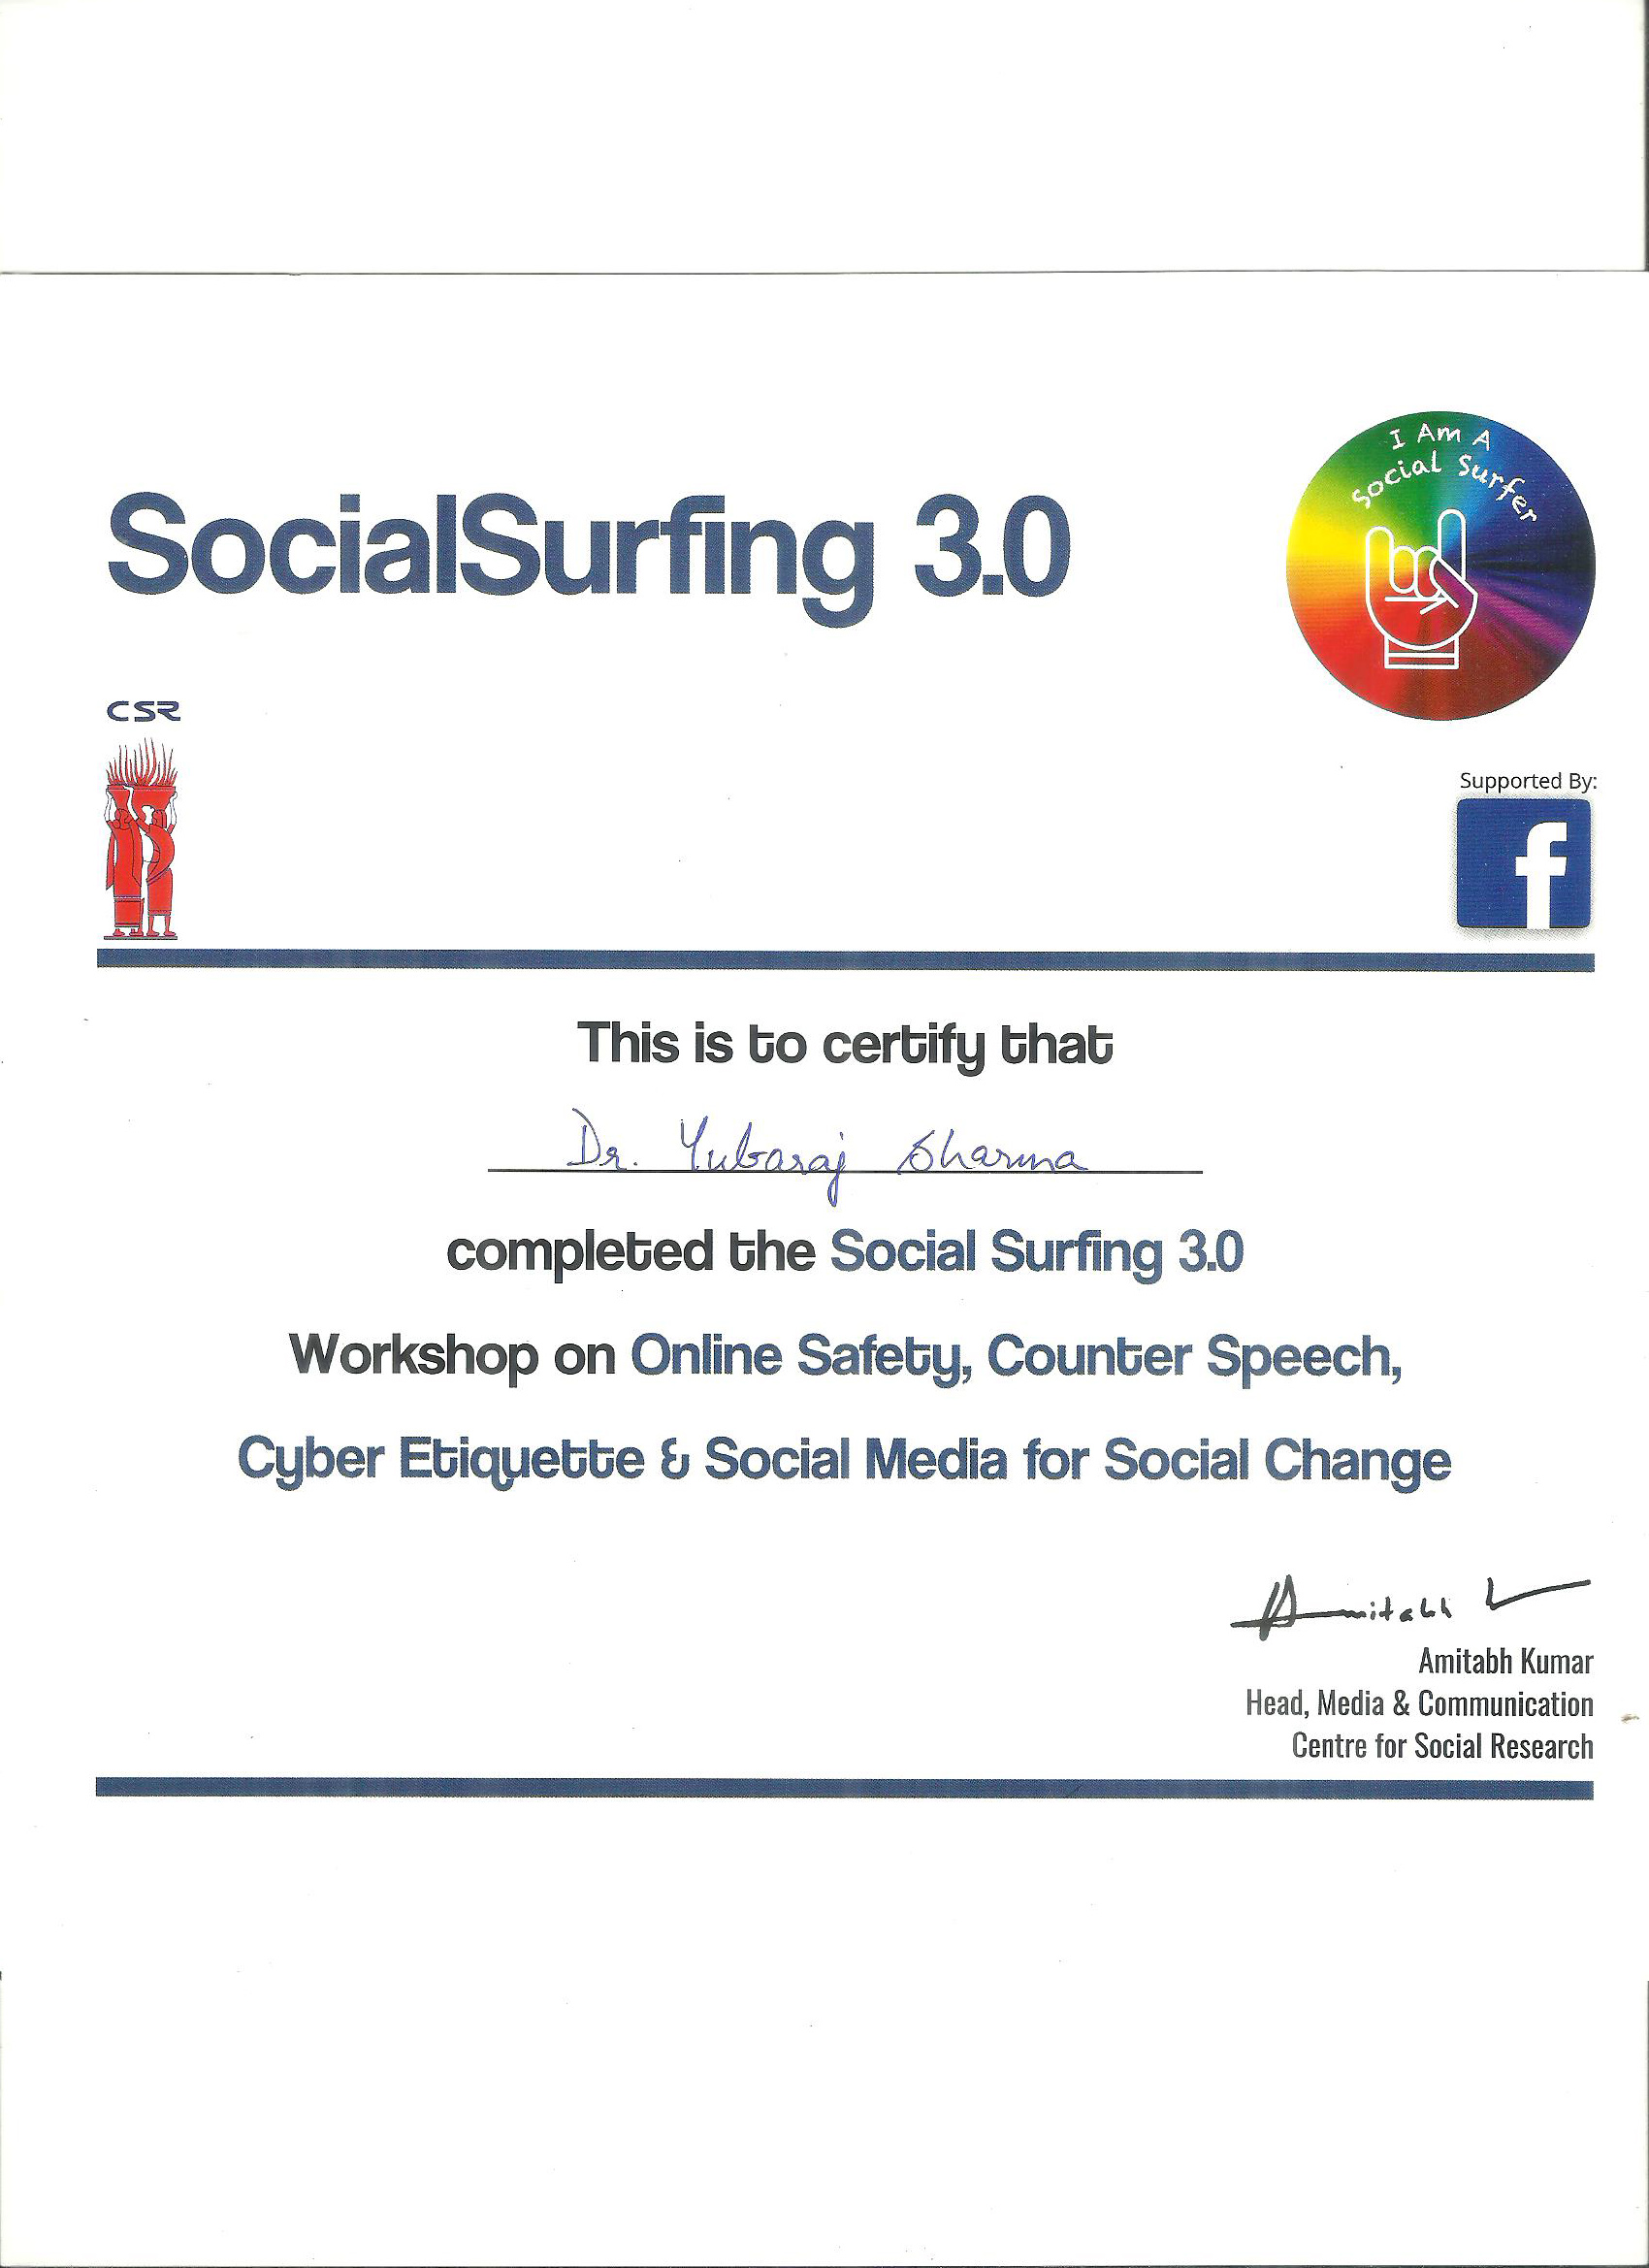 SocialSurfing 3.0
I Am A
Social Surfer
CSR
Supported By:
f
This is to certify that
Dr. Yubaraj Sharma
completed the Social Surfing 3.0
Workshop on Online Safety, Counter Speech,
Cyber Etiquette & Social Media for Social Change
Amitabh
Amitabh Kumar
Head, Media & Communication
Centre for Social Research